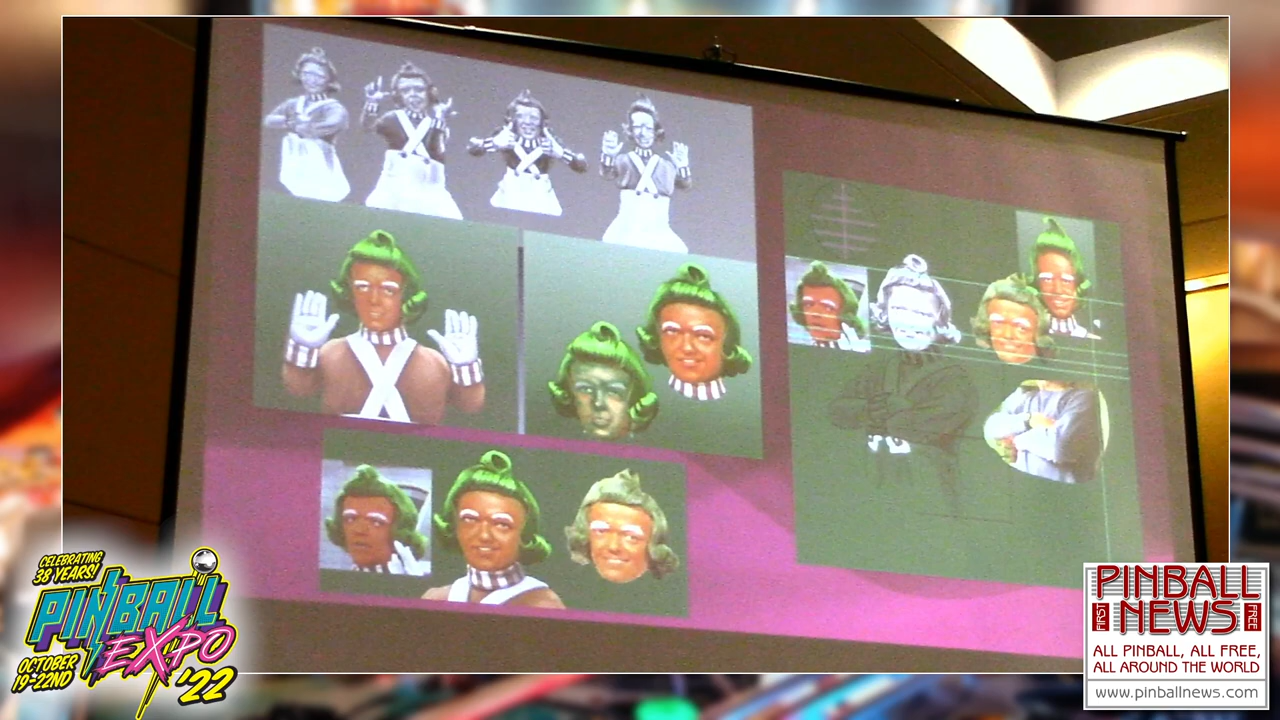 CELEBRATING
38 YEARS!
PINBALL
EXPO
OCTOBER
19-22ND
'22
PINBALL
FIRST
NEWS
FREE
ALL PINBALL, ALL FREE,
ALL AROUND THE WORLD
www.pinballnews.com